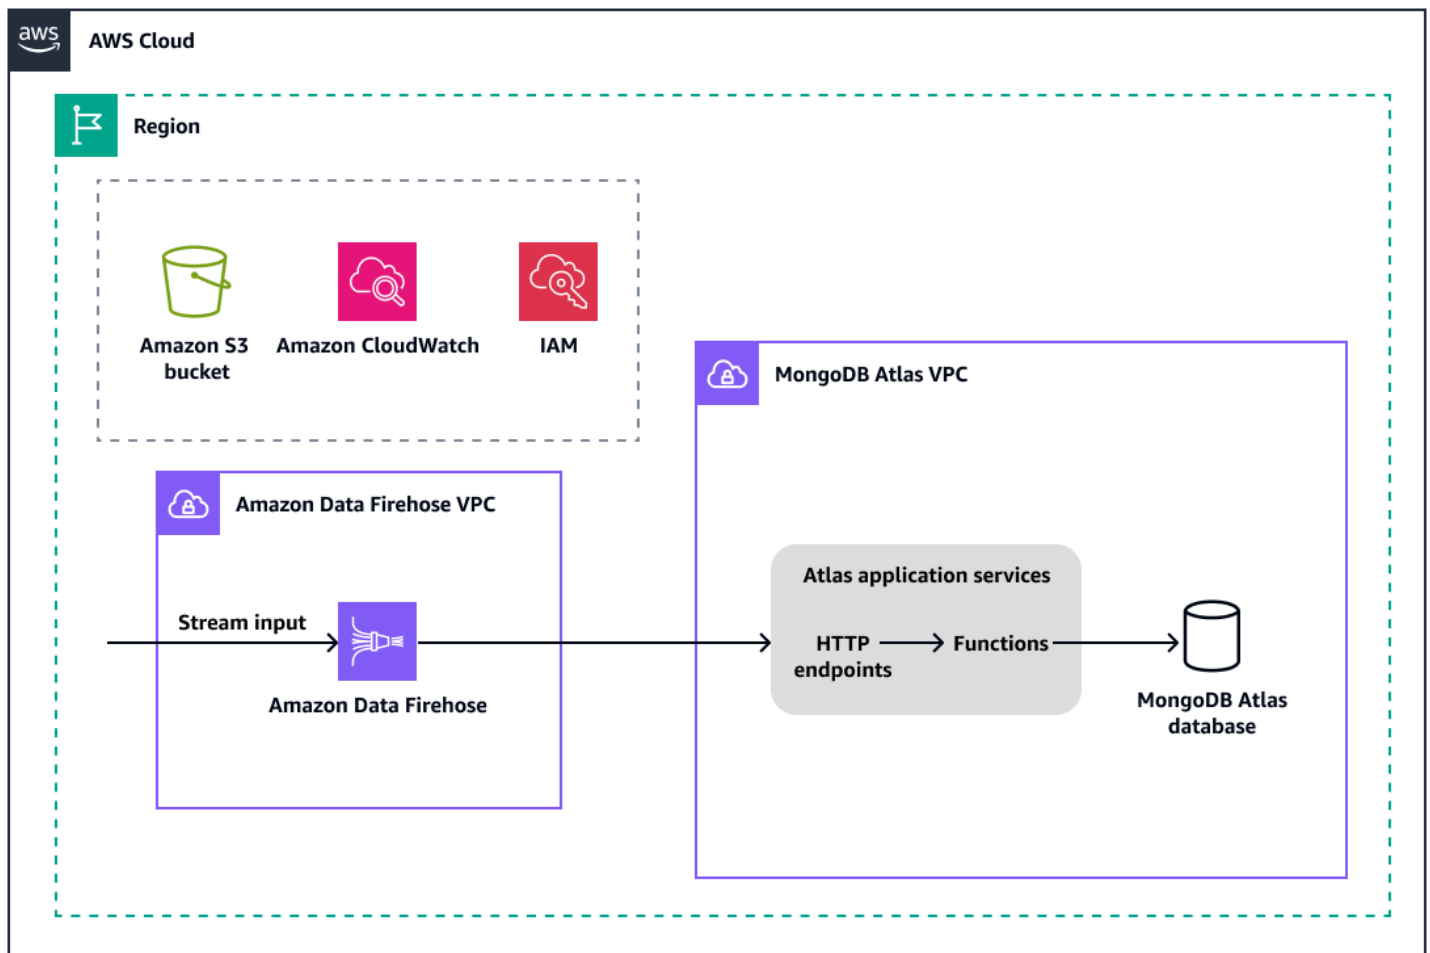 aws
AWS Cloud
Region
Amazon S3
bucket
Amazon CloudWatch
IAM
MongoDB Atlas VPC
Amazon Data Firehose VPC
Stream input
Amazon Data Firehose
Atlas application services
HTTP
endpoints
Functions
MongoDB Atlas
database